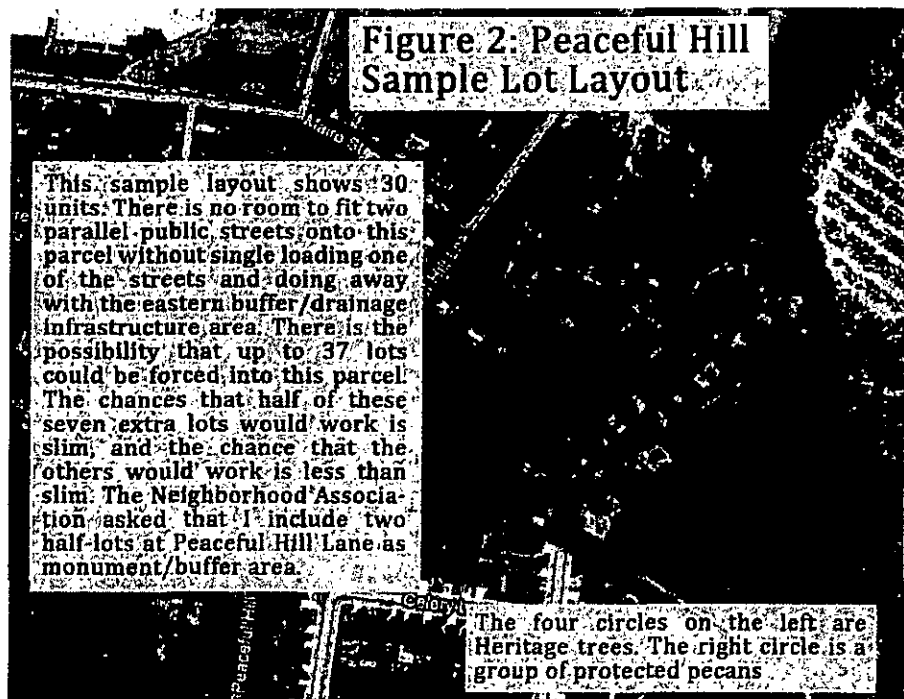 Figure 2: Peaceful Hill
Sample Lot Layout
This sample layout shows 30
units. There is no room to fit two
parallel public streets onto this
parcel without single loading one
of the streets and doing away
with the eastern buffer/drainage
infrastructure area. There is the
possibility that up to 37 lots
could be forced into this parcel.
The chances that half of these
seven extra lots would work is
slim, and the chance that the
others would work is less than
slim. The Neighborhood Associa-
tion asked that I include two
half-lots at Peaceful Hill Lane as
monument/buffer area.
Peaceful Hill
The four circles on the left are
Heritage trees. The right circle is a
group of protected pecans